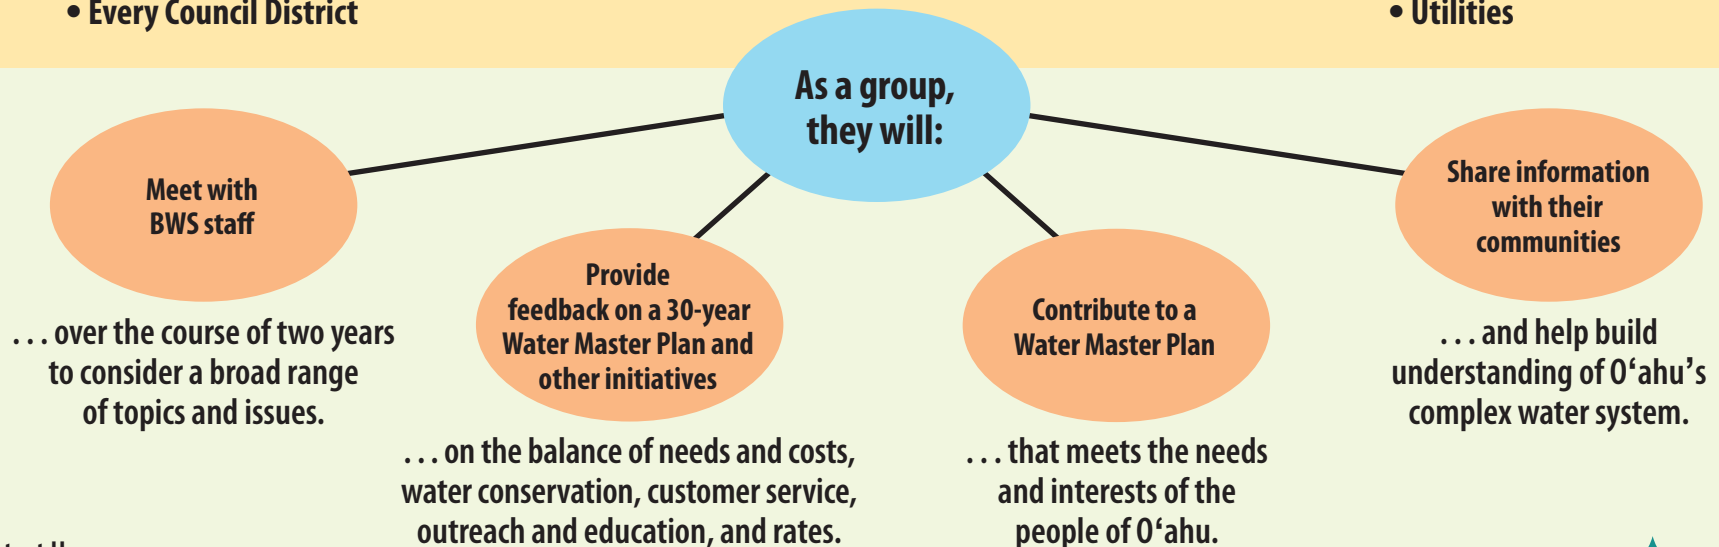 • Every Council District
• Utilities
As a group,
they will:
Meet with
BWS staff
. . . over the course of two years
to consider a broad range
of topics and issues.
Provide
feedback on a 30-year
Water Master Plan and
other initiatives
. . . on the balance of needs and costs,
water conservation, customer service,
outreach and education, and rates.
Contribute to a
Water Master Plan
. . . that meets the needs
and interests of the
people of Oʻahu.
Share information
with their
communities
. . . and help build
understanding of Oʻahu’s
complex water system.